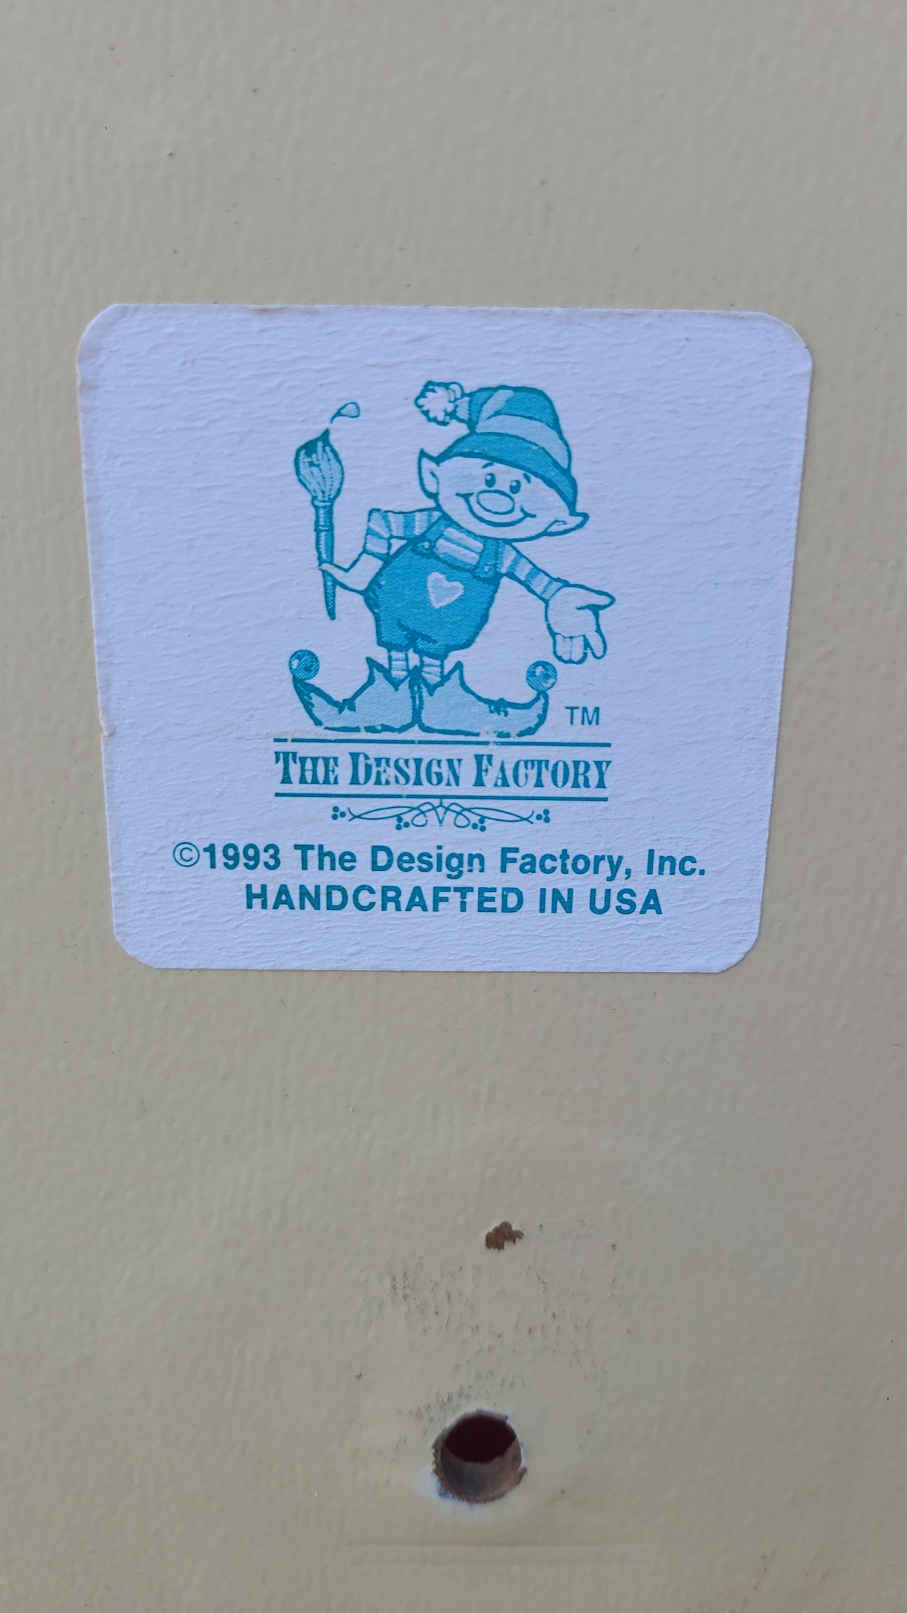 TM
THE DESIGN FACTORY
©1993 The Design Factory, Inc.
HANDCRAFTED IN USA